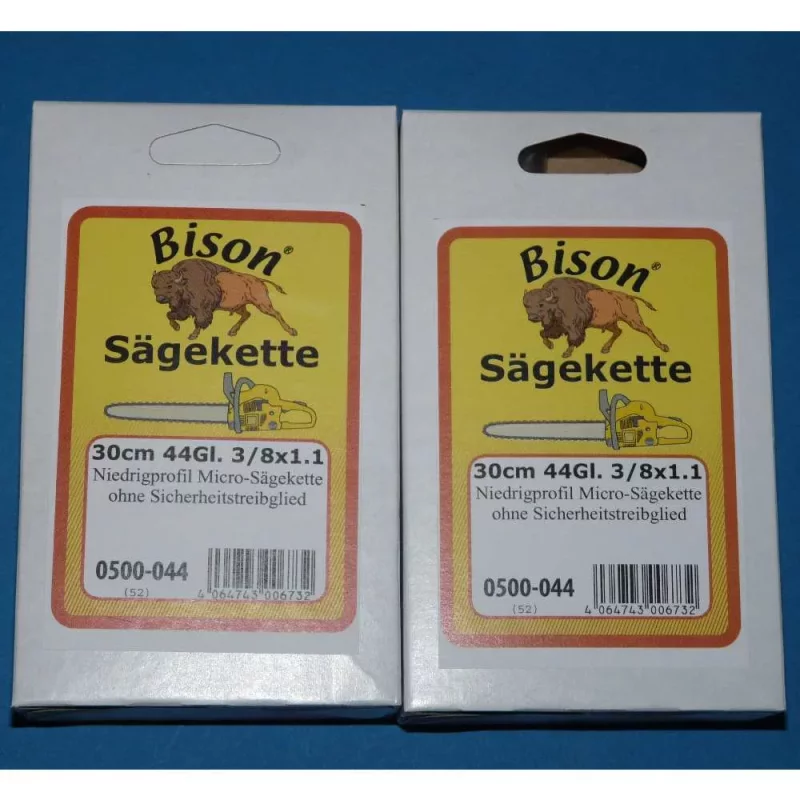 Bison®
Sägekette
30cm 44Gl. 3/8x1.1
Niedrigprofil Micro-Sägekette
ohne Sicherheitstreibglied
0500-044
(52)
4 064743 006732
Bison®
Sägekette
30cm 44Gl. 3/8x1.1
Niedrigprofil Micro-Sägekette
ohne Sicherheitstreibglied
0500-044
(52)
4 064743 006732